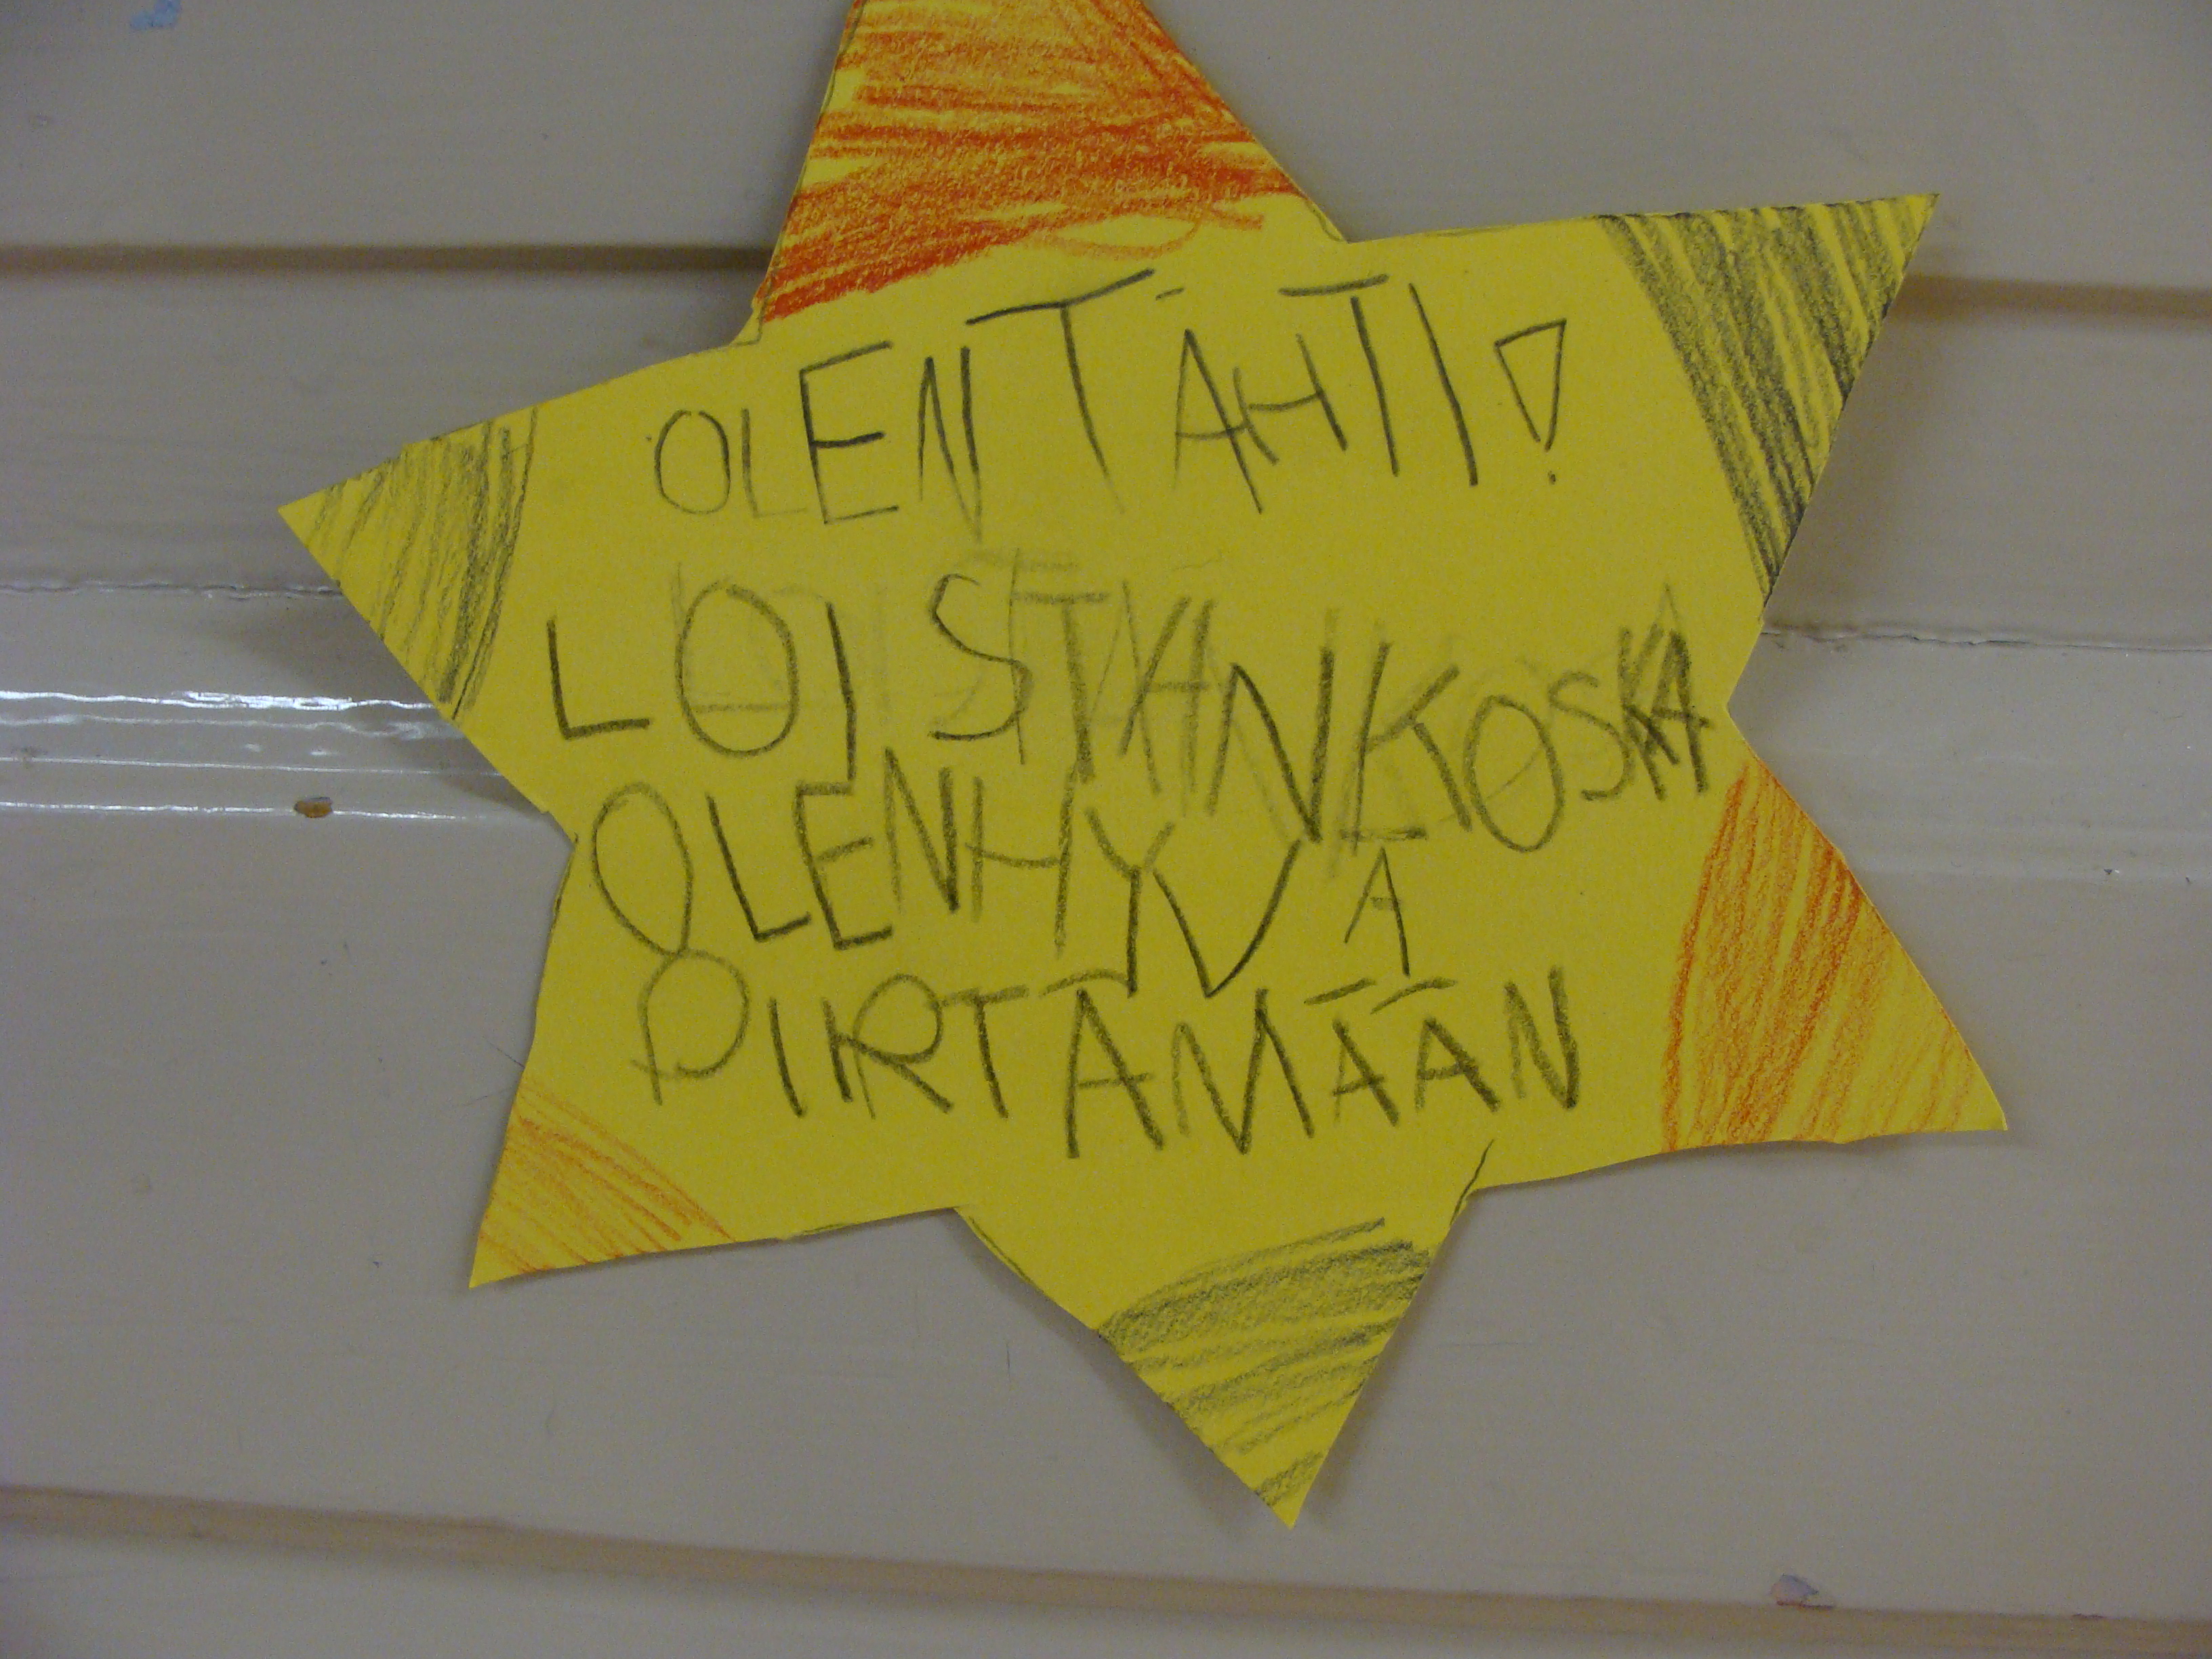 OLEN TÄHTI!
LOISTAN KOSKA
OLEN HYVÄ
PIIRTÄMÄÄN